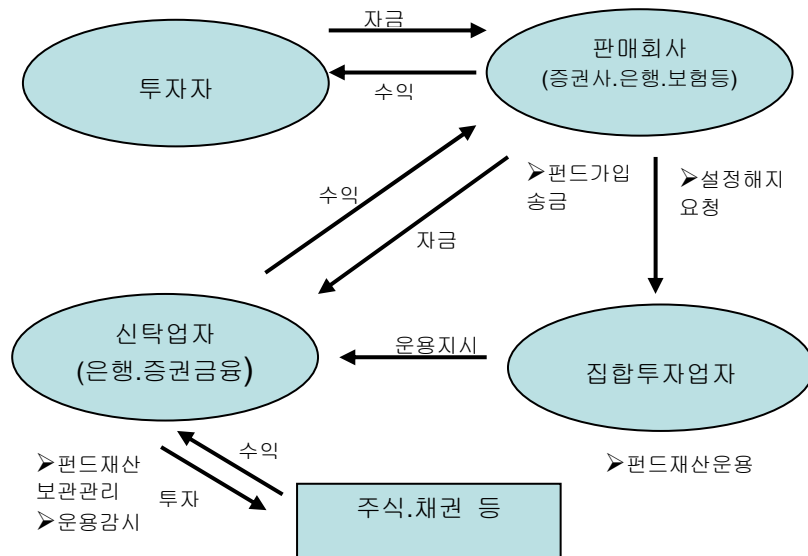 자금
투자자
판매회사
(증권사.은행.보험등)
수익
수익
자금
➢펀드가입
송금
➢설정해지
요청
신탁업자
(은행.증권금융)
운용지시
집합투자업자
➢펀드재산
보관관리
➢운용감시
수익
투자
➢펀드재산운용
주식.채권 등